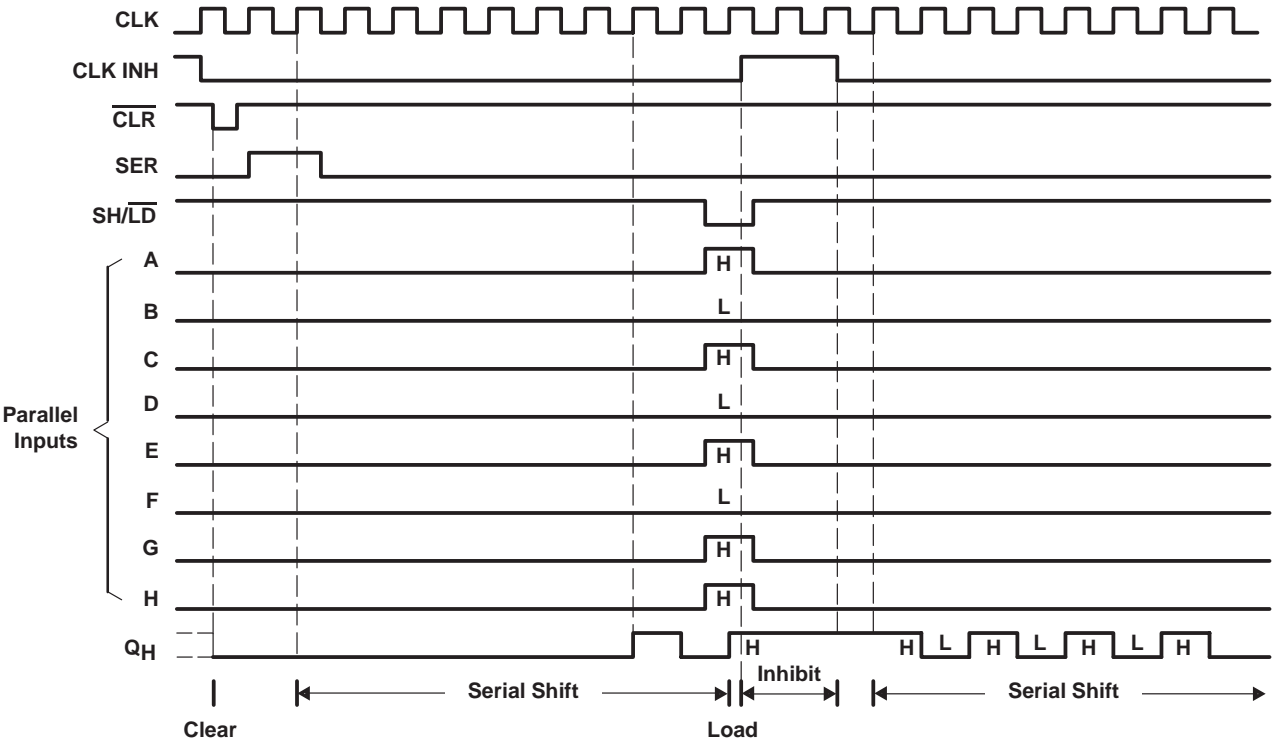 CLK
CLK INH
CLR
SER
SH/LD
A
H
B
L
C
H
D
L
Parallel
Inputs
E
H
F
L
G
H
H
H
QH
H
H L H L H L H
Inhibit
Serial Shift
Serial Shift
Clear
Load